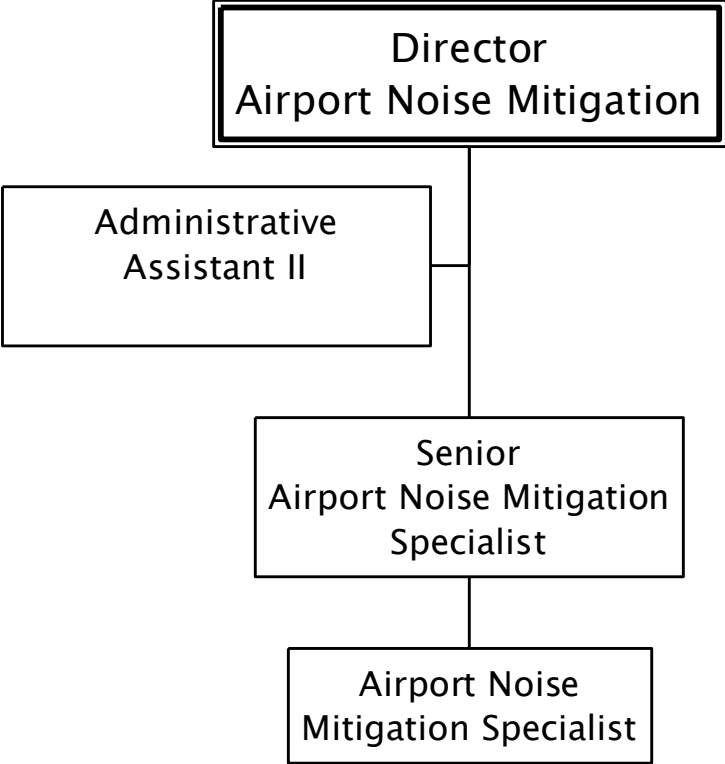 Director
Airport Noise Mitigation
Administrative
Assistant II
Senior
Airport Noise Mitigation
Specialist
Airport Noise
Mitigation Specialist